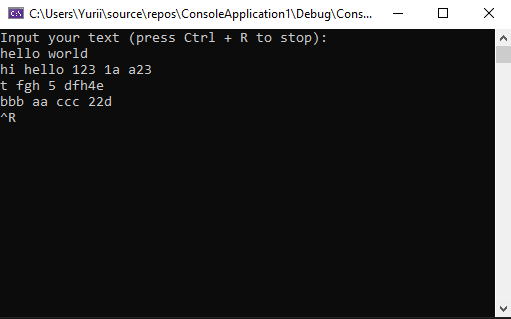 C:\Users\Yurii\source\repos\ConsoleApplication1\Debug\Cons...
Input your text (press Ctrl + R to stop):
hello world
hi hello 123 1a a23
t fgh 5 dfh4e
bbb aa ccc 22d
^R